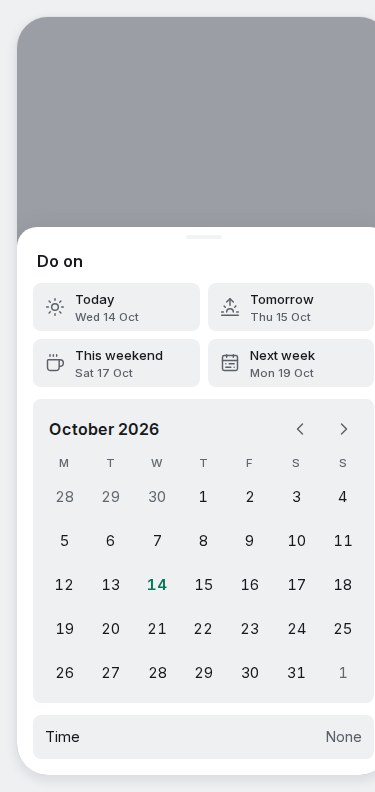 Do on
Today
Wed 14 Oct
Tomorrow
Thu 15 Oct
This weekend
Sat 17 Oct
Next week
Mon 19 Oct
October 2026
M T W T F S S
28 29 30 1 2 3 4
5 6 7 8 9 10 11
12 13 14 15 16 17 18
19 20 21 22 23 24 25
26 27 28 29 30 31 1
Time None